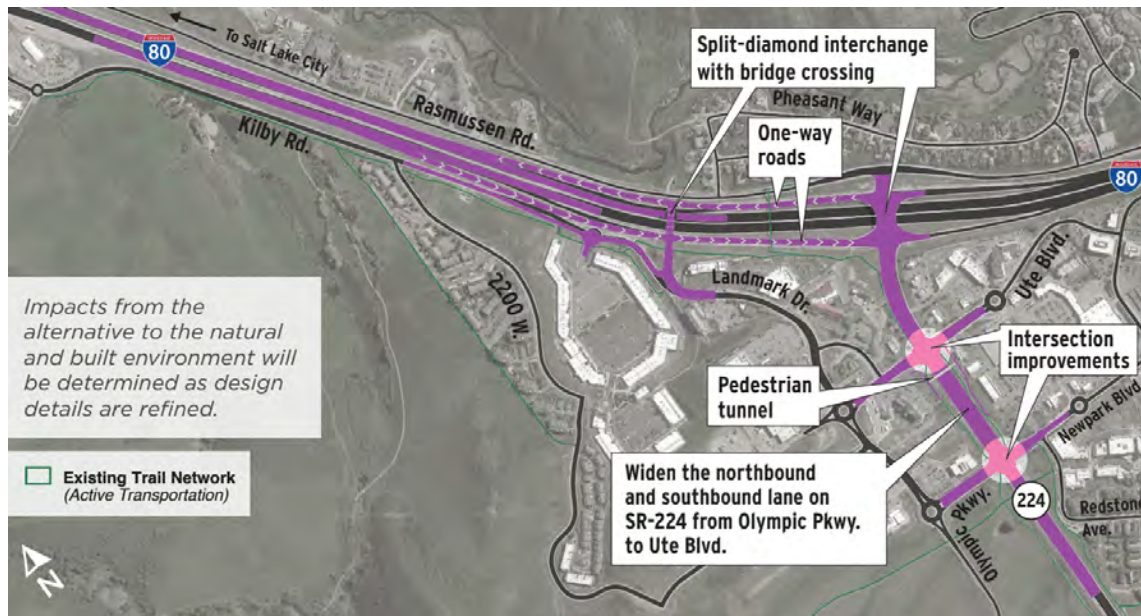 80
To Salt Lake City
Rasmussen Rd.
Kilby Rd.
Split-diamond interchange
with bridge crossing
Pheasant Way
One-way
roads
80
Ute Blvd.
Landmark Dr.
2200 W.
Impacts from the
alternative to the natural
and built environment will
be determined as design
details are refined.
Intersection
improvements
Pedestrian
tunnel
Newpark Blvd
Existing Trail Network
(Active Transportation)
Widen the northbound
and southbound lane on
SR-224 from Olympic Pkwy.
to Ute Blvd.
224
Redstone
Ave.
Olympic Pkwy.
N